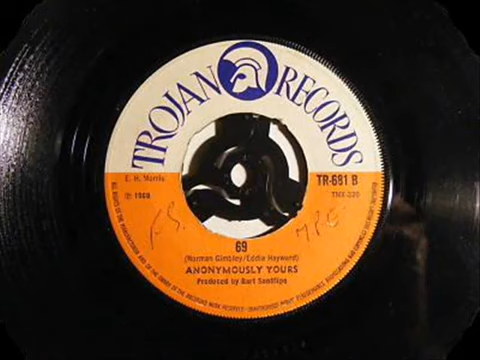 TROJAN RECORDS
E. H. Morris
TR-681 B
℗ 1969
TMX-320
F.S.
M.P.E.
69
(Norman Gimbley/Eddie Hayward)
ANONYMOUSLY YOURS
Produced by Bart Sanfilipo